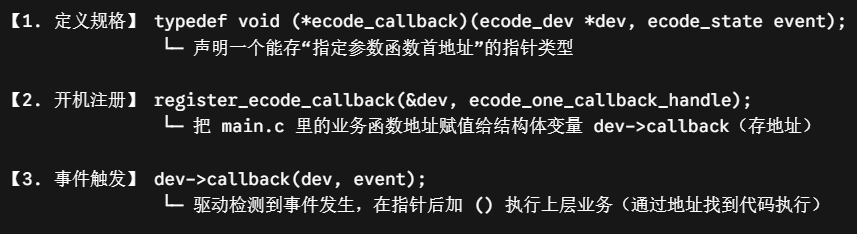 【1. 定义规格】 typedef void (*ecode_callback)(ecode_dev *dev, ecode_state event);
└─ 声明一个能存“指定参数函数首地址”的指针类型
【2. 开机注册】 register_ecode_callback(&dev, ecode_one_callback_handle);
└─ 把 main.c 里的业务函数地址赋值给结构体变量 dev->callback（存地址）
【3. 事件触发】 dev->callback(dev, event);
└─ 驱动检测到事件发生，在指针后加 () 执行上层业务（通过地址找到代码执行）